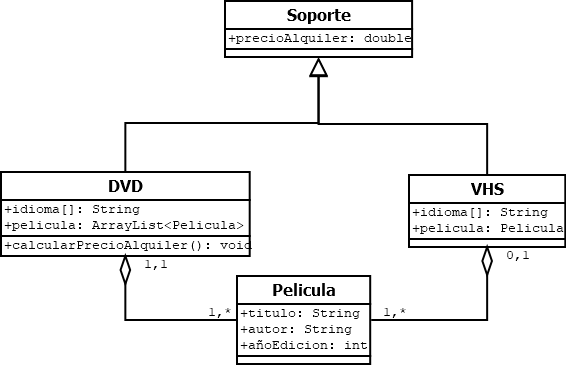 Soporte
+precioAlquiler: double
DVD
+idioma[]: String
+pelicula: ArrayList<Pelicula>
+calcularPrecioAlquiler(): void
VHS
+idioma[]: String
+pelicula: Pelicula
1,1
0,1
1,*
1,*
Pelicula
+titulo: String
+autor: String
+añoEdicion: int